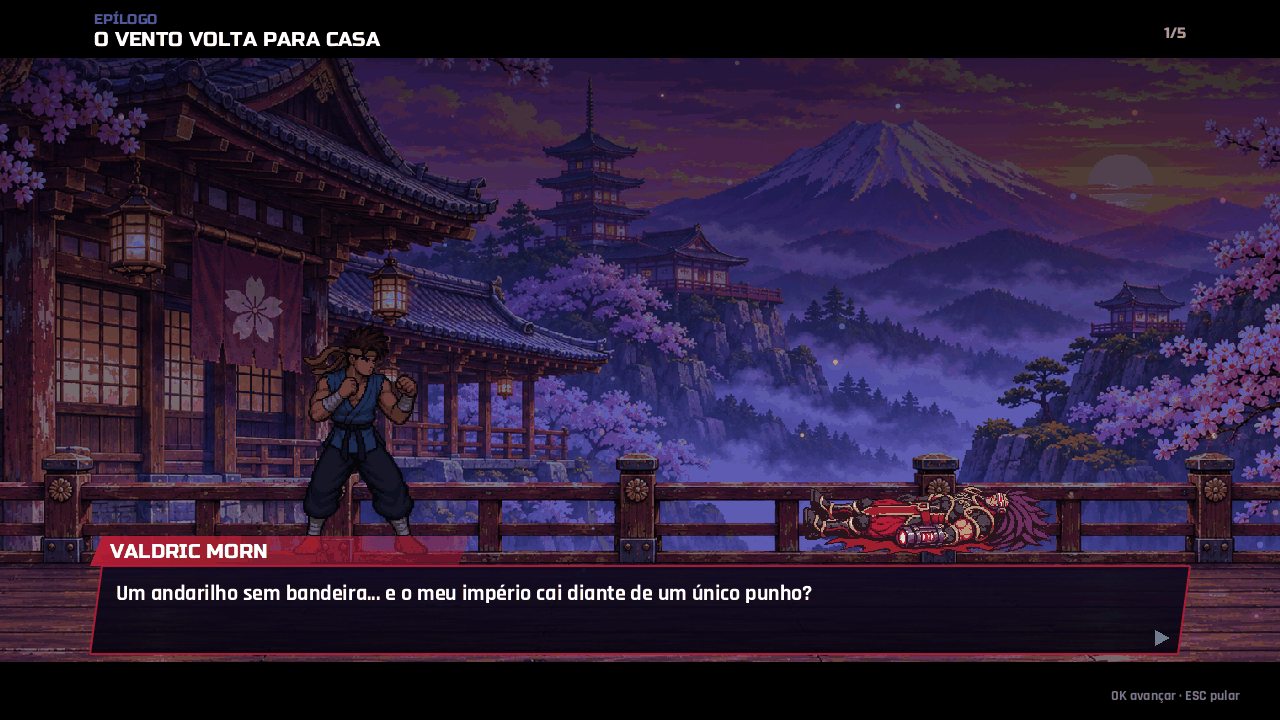 EPÍLOGO
O VENTO VOLTA PARA CASA
1/5
VALDRIC MORN
Um andarilho sem bandeira... e o meu império cai diante de um único punho?
OK avançar · ESC pular